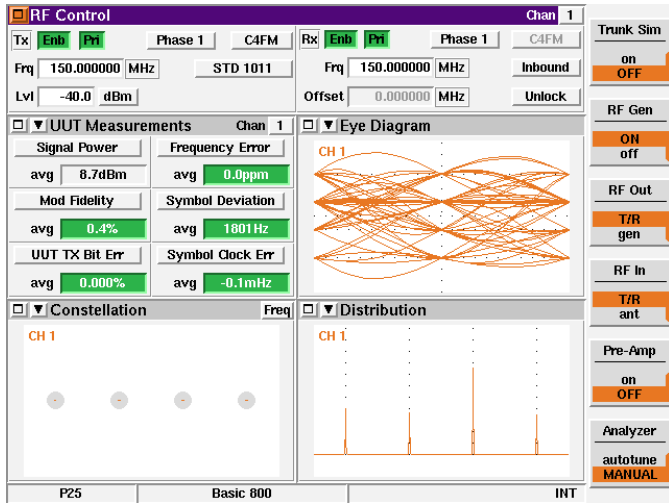 RF Control Chan 1
Tx Enb Pri Phase 1 C4FM
Frq 150.000000 MHz STD 1011
Lvl -40.0 dBm
Rx Enb Pri Phase 1 C4FM
Frq 150.000000 MHz Inbound
Offset 0.000000 MHz Unlock
UUT Measurements Chan 1
Signal Power Frequency Error
avg 8.7dBm avg 0.0ppm
Mod Fidelity Symbol Deviation
avg 0.4% avg 1801Hz
UUT TX Bit Err Symbol Clock Err
avg 0.000% avg -0.1mHz
Eye Diagram
CH 1
Constellation Freq
CH 1
Distribution
CH 1
Trunk Sim
on
OFF
RF Gen
ON
off
RF Out
T/R
gen
RF In
T/R
ant
Pre-Amp
on
OFF
Analyzer
autotune
MANUAL
P25 Basic 800 INT